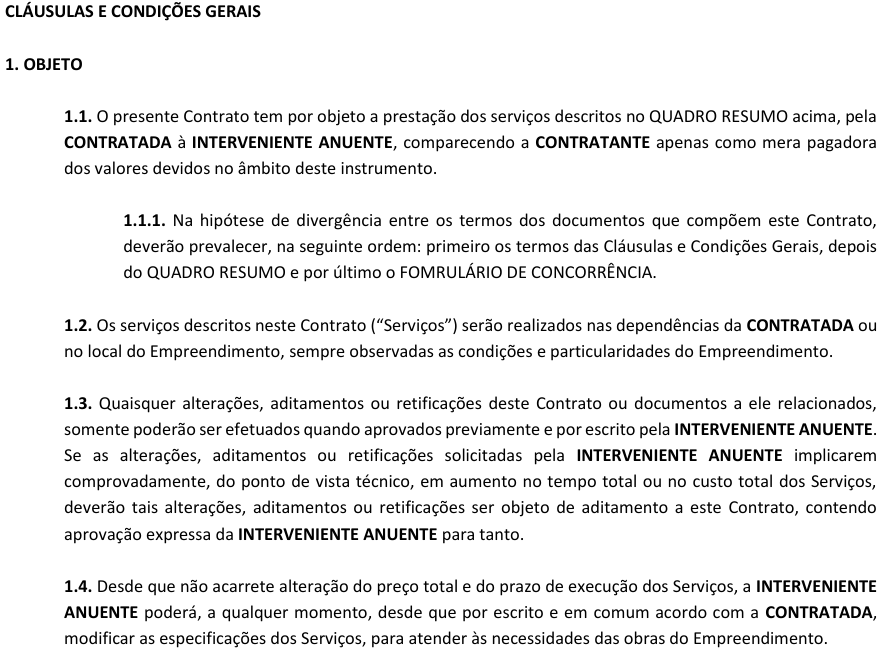 CLÁUSULAS E CONDIÇÕES GERAIS
1. OBJETO
1.1. O presente Contrato tem por objeto a prestação dos serviços descritos no QUADRO RESUMO acima, pela
CONTRATADA à INTERVENIENTE ANUENTE, comparecendo a CONTRATANTE apenas como mera pagadora
dos valores devidos no âmbito deste instrumento.
1.1.1. Na hipótese de divergência entre os termos dos documentos que compõem este Contrato,
deverão prevalecer, na seguinte ordem: primeiro os termos das Cláusulas e Condições Gerais, depois
do QUADRO RESUMO e por último o FOMRULÁRIO DE CONCORRÊNCIA.
1.2. Os serviços descritos neste Contrato (“Serviços”) serão realizados nas dependências da CONTRATADA ou
no local do Empreendimento, sempre observadas as condições e particularidades do Empreendimento.
1.3. Quaisquer alterações, aditamentos ou retificações deste Contrato ou documentos a ele relacionados,
somente poderão ser efetuados quando aprovados previamente e por escrito pela INTERVENIENTE ANUENTE.
Se as alterações, aditamentos ou retificações solicitadas pela INTERVENIENTE ANUENTE implicarem
comprovadamente, do ponto de vista técnico, em aumento no tempo total ou no custo total dos Serviços,
deverão tais alterações, aditamentos ou retificações ser objeto de aditamento a este Contrato, contendo
aprovação expressa da INTERVENIENTE ANUENTE para tanto.
1.4. Desde que não acarrete alteração do preço total e do prazo de execução dos Serviços, a INTERVENIENTE
ANUENTE poderá, a qualquer momento, desde que por escrito e em comum acordo com a CONTRATADA,
modificar as especificações dos Serviços, para atender às necessidades das obras do Empreendimento.